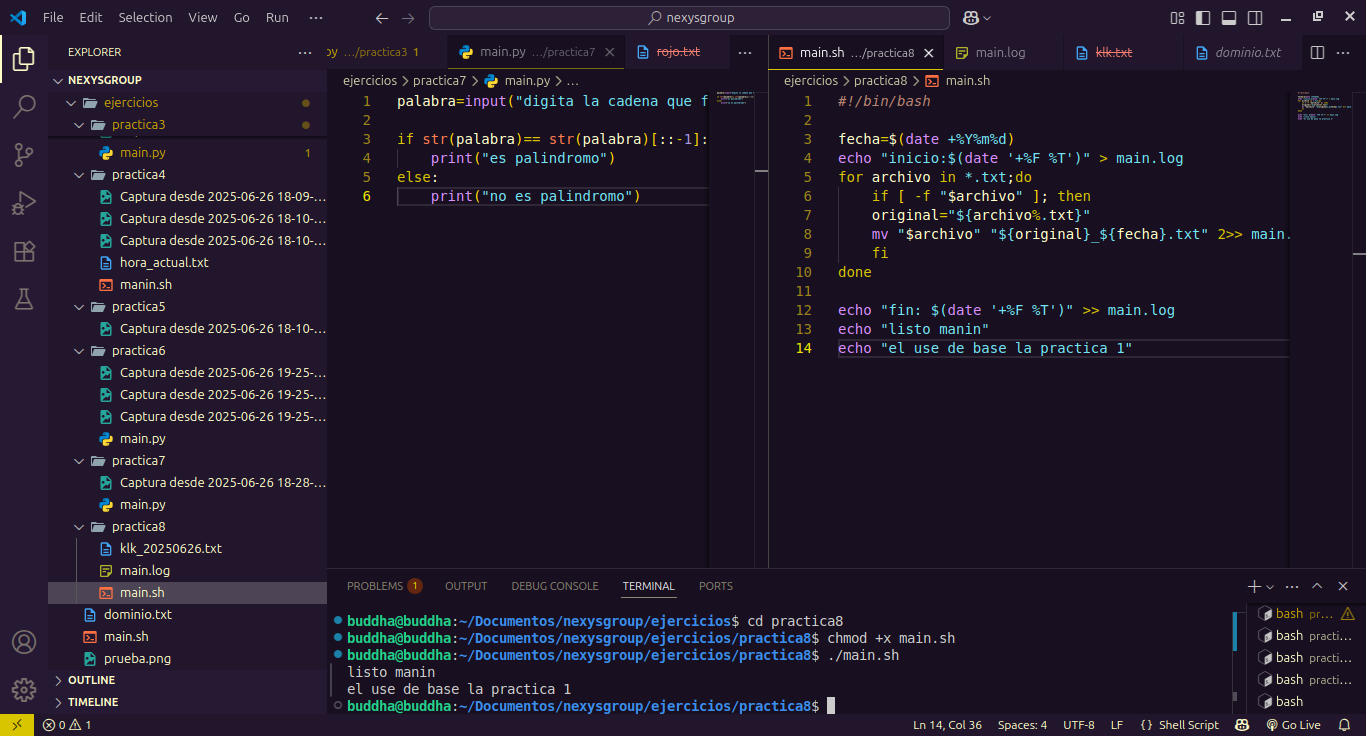 File Edit Selection View Go Run ···
nexysgroup
EXPLORER ···
NEXYSGROUP
ejercicios
practica3
main.py 1
practica4
Captura desde 2025-06-26 18-09-...
Captura desde 2025-06-26 18-10-...
Captura desde 2025-06-26 18-10-...
hora_actual.txt
manin.sh
practica5
Captura desde 2025-06-26 18-10-...
practica6
Captura desde 2025-06-26 19-25-...
Captura desde 2025-06-26 19-25-...
Captura desde 2025-06-26 19-25-...
main.py
practica7
Captura desde 2025-06-26 18-28-...
main.py
practica8
klk_20250626.txt
main.log
main.sh
dominio.txt
main.sh
prueba.png
OUTLINE
TIMELINE
py .../practica3 1 main.py .../practica7 rojo.txt ···
ejercicios > practica7 > main.py > ...
1 palabra=input("digita la cadena que f
2
3 if str(palabra)== str(palabra)[::-1]:
4 print("es palindromo")
5 else:
6 print("no es palindromo")
main.sh .../practica8 main.log klk.txt dominio.txt ···
ejercicios > practica8 > main.sh
1 #!/bin/bash
2
3 fecha=$(date +%Y%m%d)
4 echo "inicio:$(date '+%F %T')" > main.log
5 for archivo in *.txt;do
6 if [ -f "$archivo" ]; then
7 original="${archivo%.txt}"
8 mv "$archivo" "${original}_${fecha}.txt" 2>> main.
9 fi
10 done
11
12 echo "fin: $(date '+%F %T')" >> main.log
13 echo "listo manin"
14 echo "el use de base la practica 1"
PROBLEMS 1 OUTPUT DEBUG CONSOLE TERMINAL PORTS
buddha@buddha:~/Documentos/nexysgroup/ejercicios$ cd practica8
buddha@buddha:~/Documentos/nexysgroup/ejercicios/practica8$ chmod +x main.sh
buddha@buddha:~/Documentos/nexysgroup/ejercicios/practica8$ ./main.sh
listo manin
el use de base la practica 1
buddha@buddha:~/Documentos/nexysgroup/ejercicios/practica8$
bash pr...
bash practi...
bash practi...
bash practi...
bash
0 1 Ln 14, Col 36 Spaces: 4 UTF-8 LF {} Shell Script Go Live